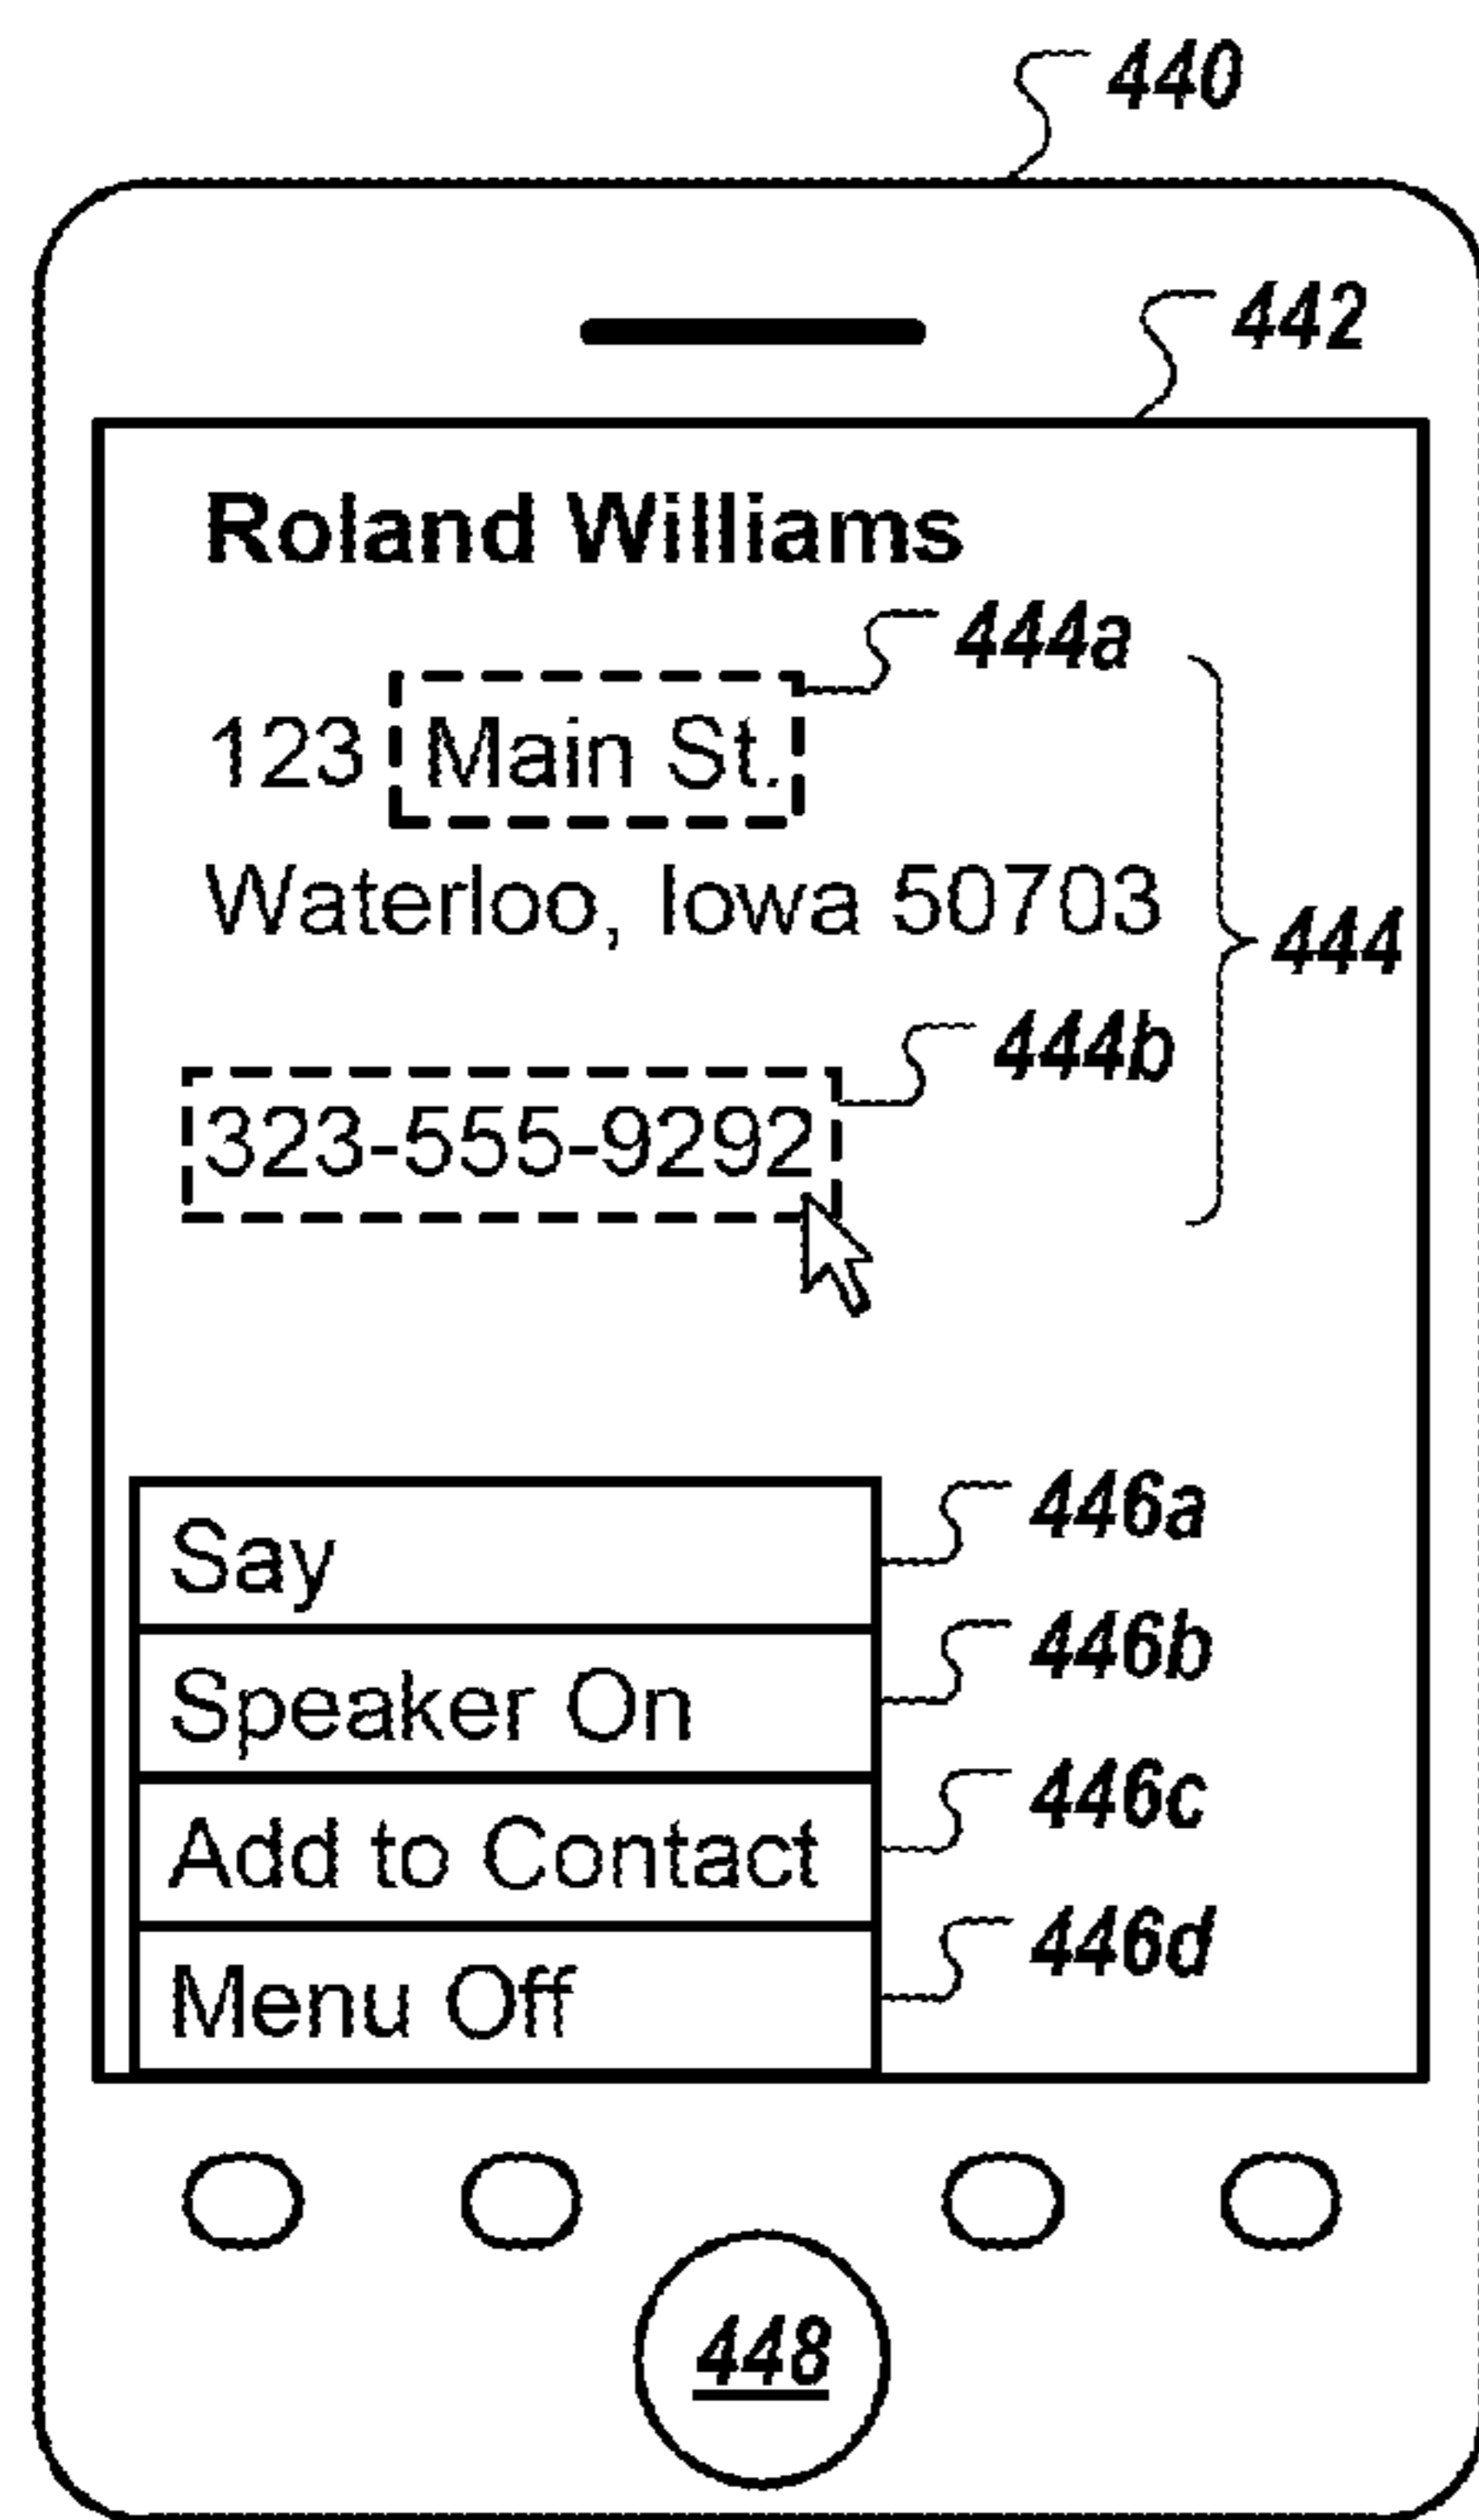 440
442
Roland Williams
444a
123 Main St.
Waterloo, Iowa 50703
444
444b
323-555-9292
Say
446a
Speaker On
446b
Add to Contact
446c
Menu Off
446d
448